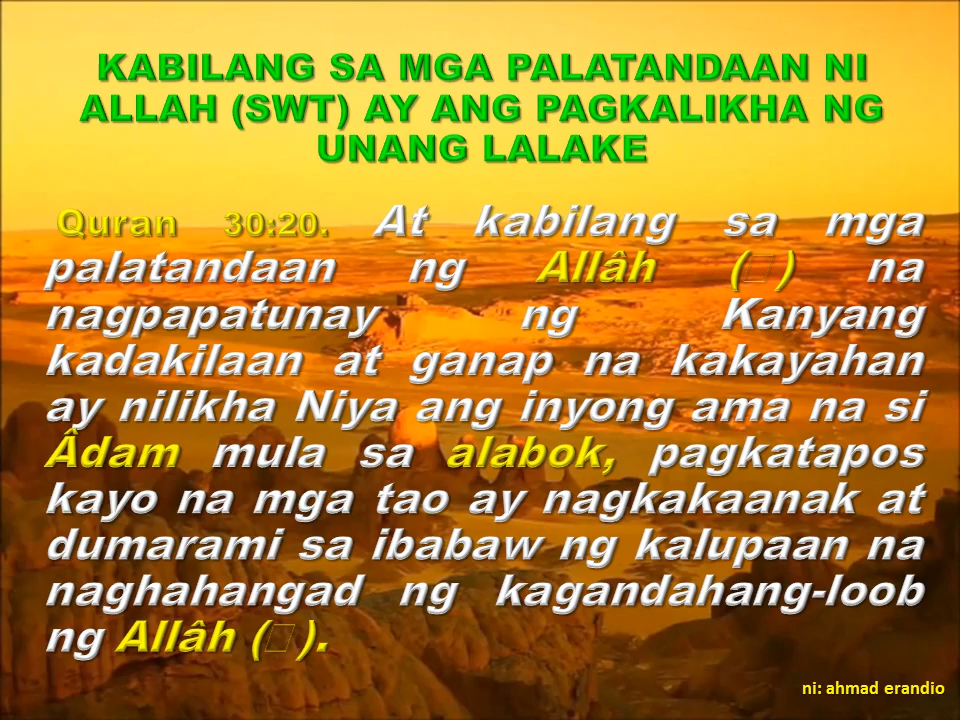 KABILANG SA MGA PALATANDAAN NI
ALLAH (SWT) AY ANG PAGKALIKHA NG
UNANG LALAKE
Quran 30:20. At kabilang sa mga
palatandaan ng Allâh (□) na
nagpapatunay ng Kanyang
kadakilaan at ganap na kakayahan
ay nilikha Niya ang inyong ama na si
Âdam mula sa alabok, pagkatapos
kayo na mga tao ay nagkakaanak at
dumarami sa ibabaw ng kalupaan na
naghahangad ng kagandahang-loob
ng Allâh (□).
ni: ahmad erandio